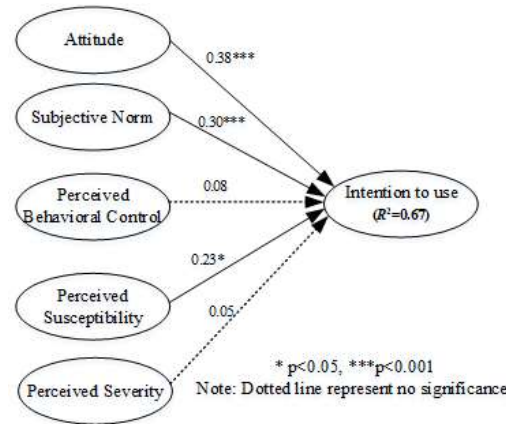 Attitude
0.38***
Subjective Norm
0.30***
Perceived
Behavioral Control
0.08
Intention to use
(R²=0.67)
0.23*
Perceived
Susceptibility
0.05
Perceived Severity
* p<0.05, ***p<0.001
Note: Dotted line represent no significance